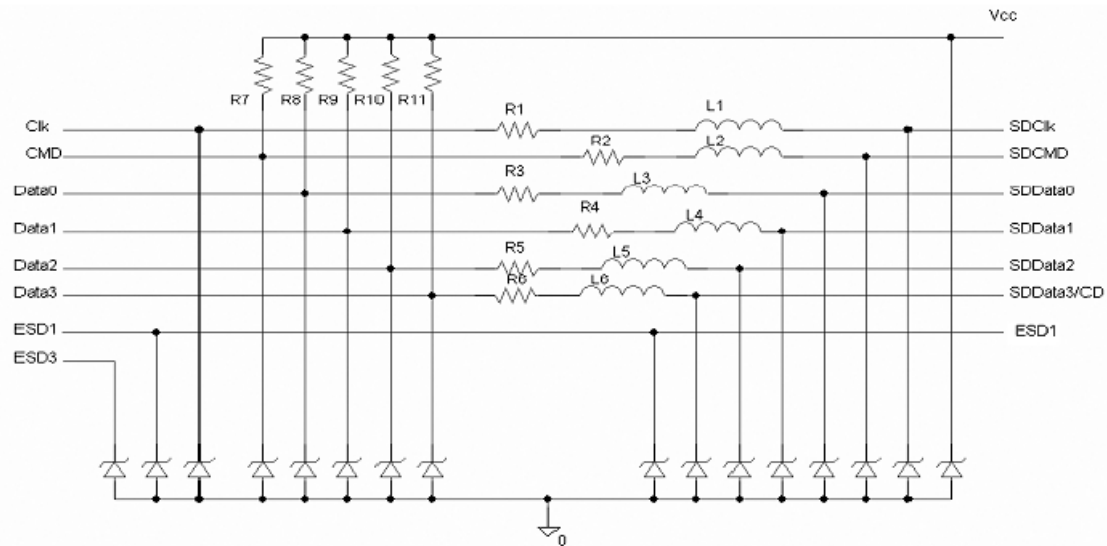 Vcc
R7 R8 R9 R10 R11
Clk R1 L1 SDClk
CMD R2 L2 SDCMD
Data0 R3 L3 SDData0
Data1 R4 L4 SDData1
Data2 R5 L5 SDData2
Data3 R6 L6 SDData3/CD
ESD1 ESD1
ESD3
0